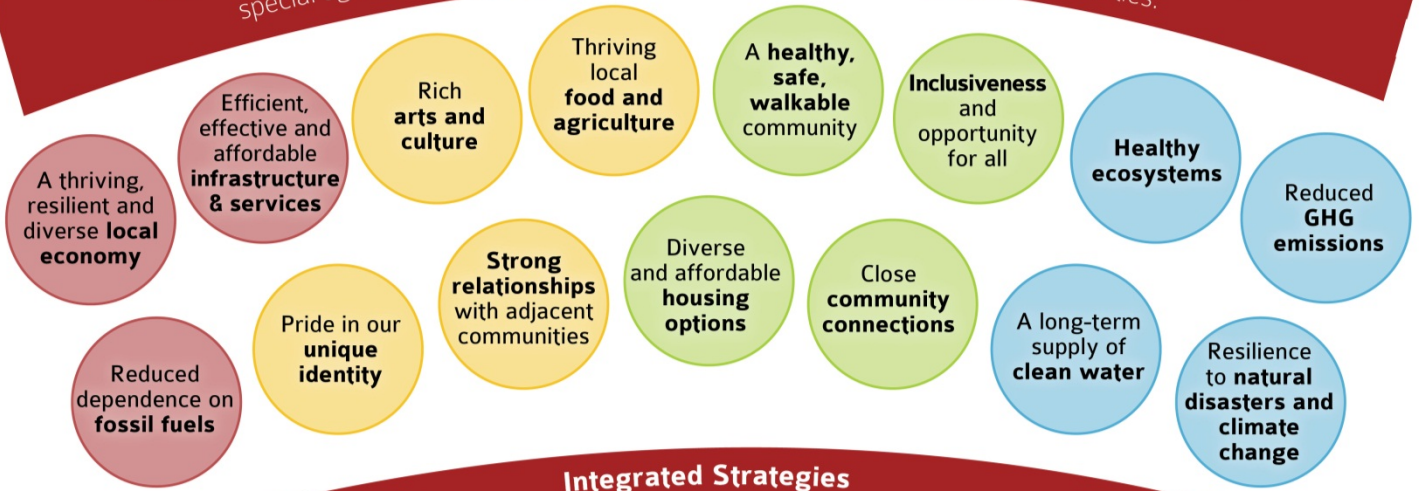 special
A thriving,
resilient and
diverse local
economy
Efficient,
effective and
affordable
infrastructure
& services
Rich
arts and
culture
Thriving
local
food and
agriculture
A healthy,
safe,
walkable
community
Inclusiveness
and
opportunity
for all
Healthy
ecosystems
Reduced
GHG
emissions
Reduced
dependence on
fossil fuels
Pride in our
unique
identity
Strong
relationships
with adjacent
communities
Diverse
and affordable
housing
options
Close
community
connections
A long-term
supply of
clean water
Resilience
to natural
disasters and
climate
change
Integrated Strategies